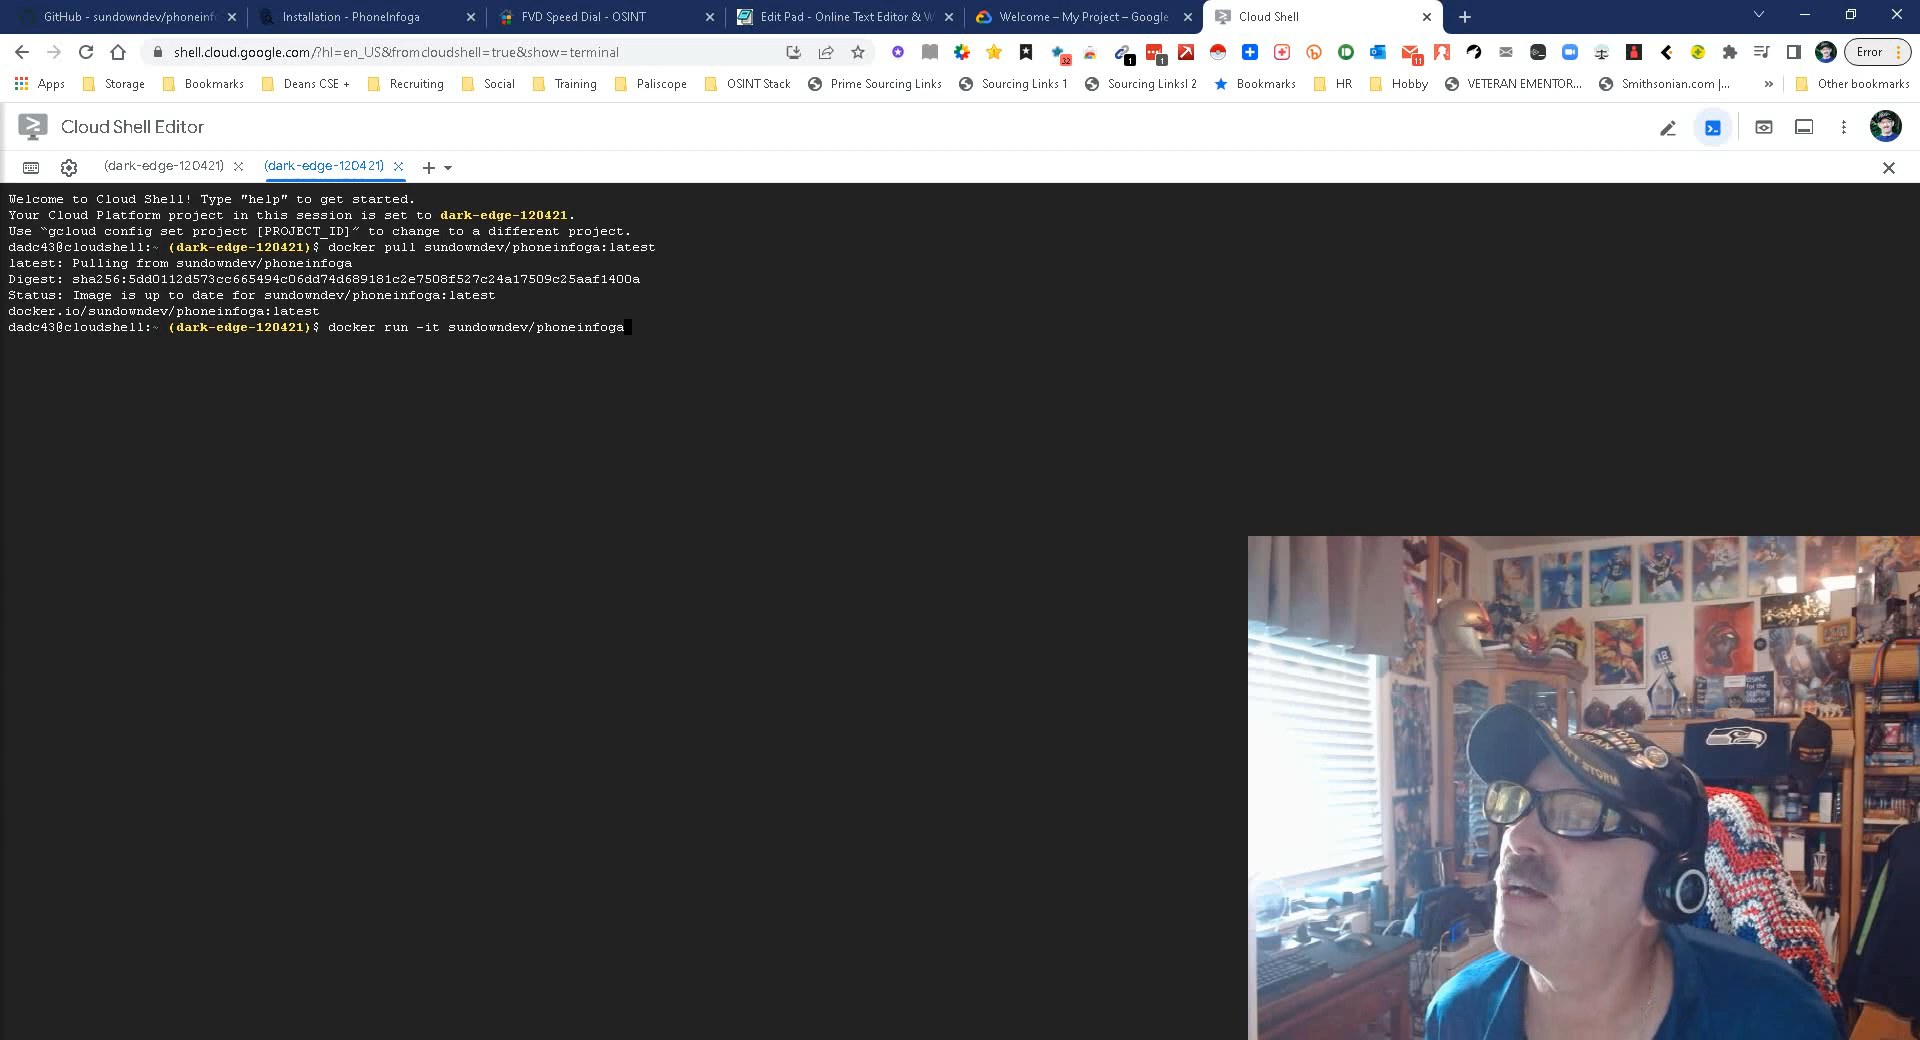 GitHub - sundowndev/phoneinf
Installation - PhoneInfoga
FVD Speed Dial - OSINT
Edit Pad - Online Text Editor & W
Welcome – My Project – Google
Cloud Shell
shell.cloud.google.com/?hl=en_US&fromcloudshell=true&show=terminal
Error
Apps
Storage
Bookmarks
Deans CSE +
Recruiting
Social
Training
Paliscope
OSINT Stack
Prime Sourcing Links
Sourcing Links 1
Sourcing Linksl 2
Bookmarks
HR
Hobby
VETERAN EMENTOR...
Smithsonian.com |...
»
Other bookmarks
Cloud Shell Editor
(dark-edge-120421)
(dark-edge-120421)
Welcome to Cloud Shell! Type "help" to get started.
Your Cloud Platform project in this session is set to dark-edge-120421.
Use “gcloud config set project [PROJECT_ID]” to change to a different project.
dadc43@cloudshell:~ (dark-edge-120421)$ docker pull sundowndev/phoneinfoga:latest
latest: Pulling from sundowndev/phoneinfoga
Digest: sha256:5dd0112d573cc665494c06dd74d689181c2e7508f527c24a17509c25aaf1400a
Status: Image is up to date for sundowndev/phoneinfoga:latest
docker.io/sundowndev/phoneinfoga:latest
dadc43@cloudshell:~ (dark-edge-120421)$ docker run -it sundowndev/phoneinfoga
12
OSINT
for the
Staffing
World!
STORM